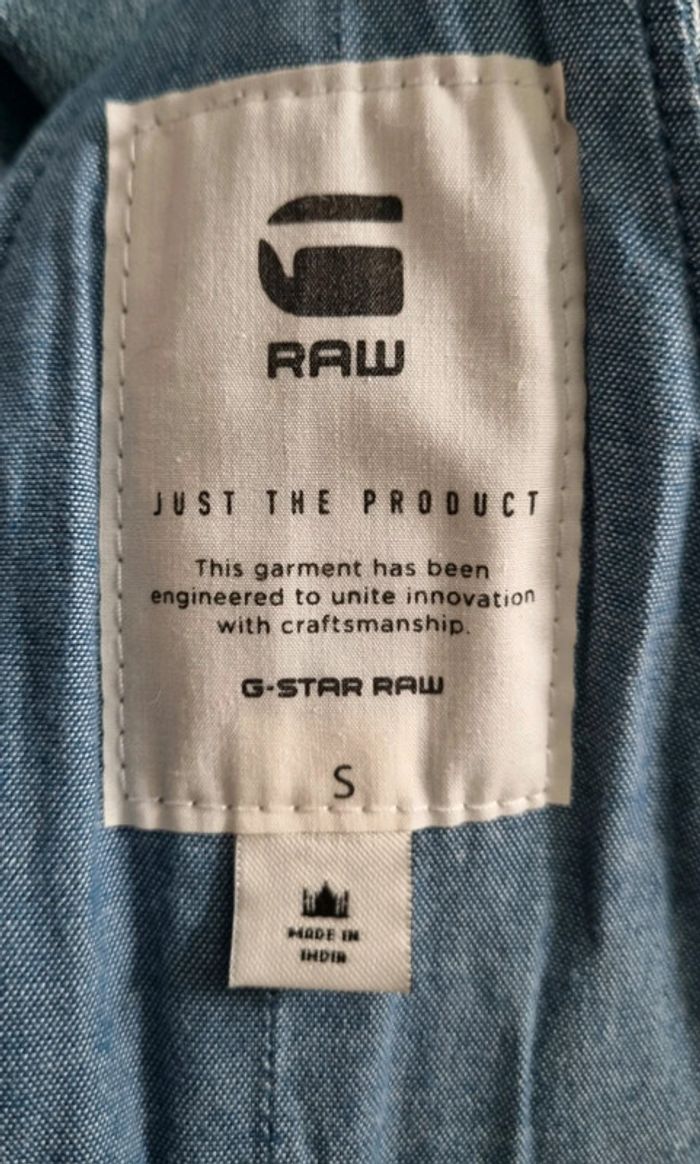 RAW
JUST THE PRODUCT
This garment has been
engineered to unite innovation
with craftsmanship.
G-STAR RAW
S
MADE IN
INDIA